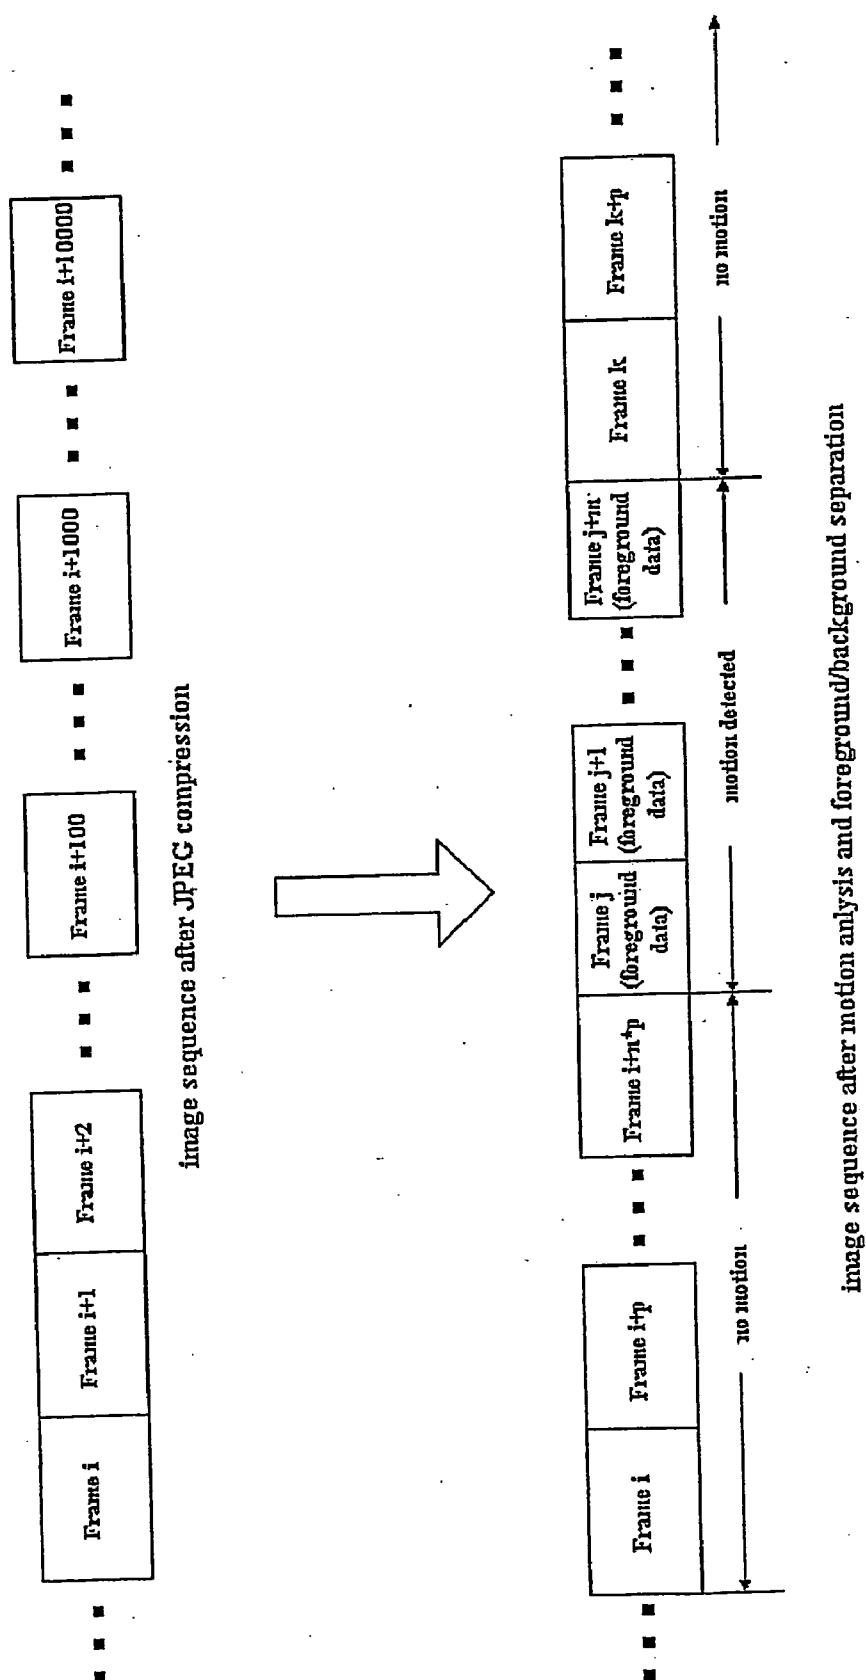 Frame i
Frame i+1
Frame i+2
Frame i+100
Frame i+1000
Frame i+10000
image sequence after JPEG compression
Frame i
Frame i+p
Frame i+n*p
Frame j
(foreground
data)
Frame j+1
(foreground
data)
Frame j+m
(foreground
data)
Frame k
Frame k+p
no motion
motion detected
no motion
image sequence after motion anlysis and foreground/background separation